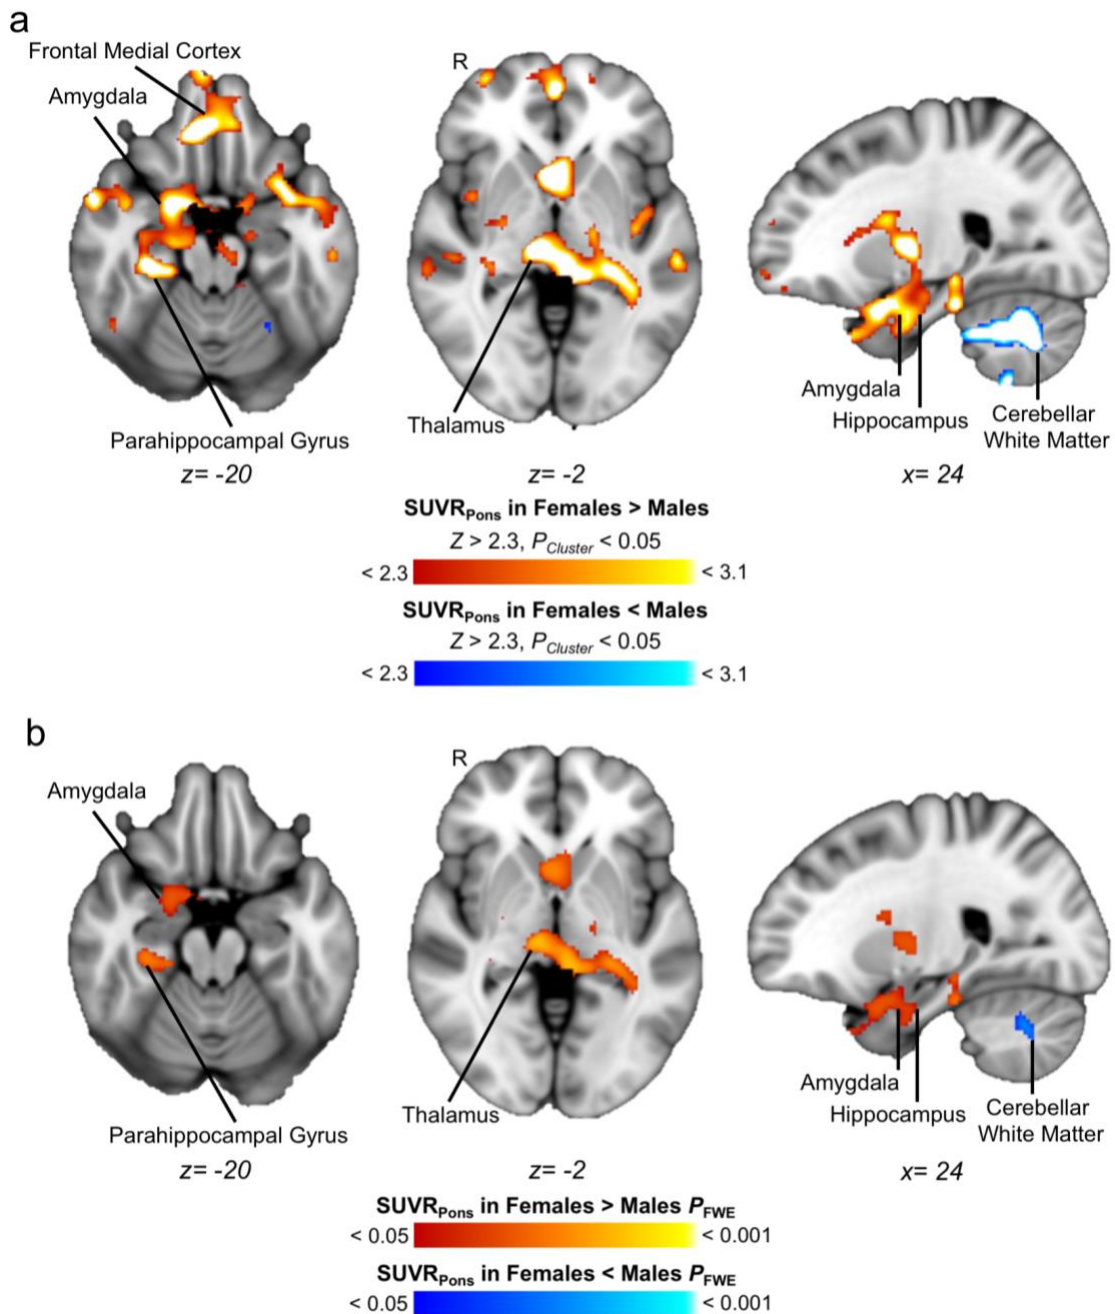 a
Frontal Medial Cortex
Amygdala
R
Parahippocampal Gyrus
Thalamus
Amygdala
Hippocampus
Cerebellar
White Matter
z= -20
z= -2
x= 24
SUVRPons in Females > Males
Z > 2.3, PCluster < 0.05
< 2.3
< 3.1
SUVRPons in Females < Males
Z > 2.3, PCluster < 0.05
< 2.3
< 3.1
b
Amygdala
R
Parahippocampal Gyrus
Thalamus
Amygdala
Hippocampus
Cerebellar
White Matter
z= -20
z= -2
x= 24
SUVRPons in Females > Males PFWE
< 0.05
< 0.001
SUVRPons in Females < Males PFWE
< 0.05
< 0.001